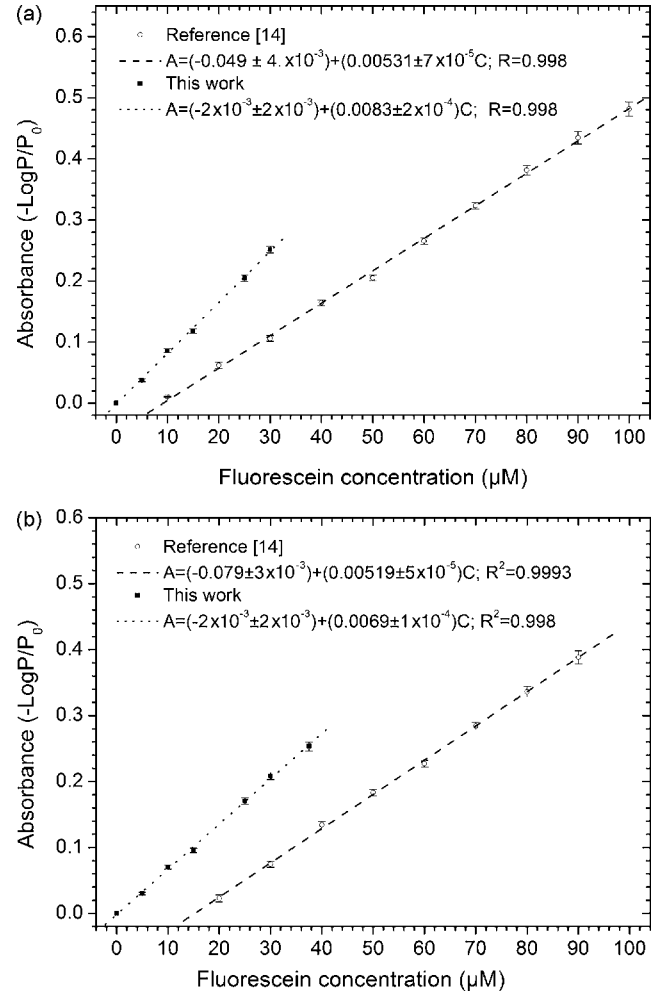 (a)
0.6
0.5
0.4
0.3
0.2
0.1
0.0
Absorbance (-LogP/P₀)
Reference [14]
A=(-0.049 ± 4. x10⁻³)+(0.00531±7x10⁻⁵C; R=0.998
This work
A=(-2x10⁻³±2x10⁻³)+(0.0083±2x10⁻⁴)C; R=0.998
0 10 20 30 40 50 60 70 80 90 100
Fluorescein concentration (µM)
(b)
0.6
0.5
0.4
0.3
0.2
0.1
0.0
Absorbance (-LogP/P₀)
Reference [14]
A=(-0.079±3x10⁻³)+(0.00519±5x10⁻⁵)C; R²=0.9993
This work
A=(-2x10⁻³±2x10⁻³)+(0.0069±1x10⁻⁴)C; R²=0.998
0 10 20 30 40 50 60 70 80 90 100
Fluorescein concentration (µM)